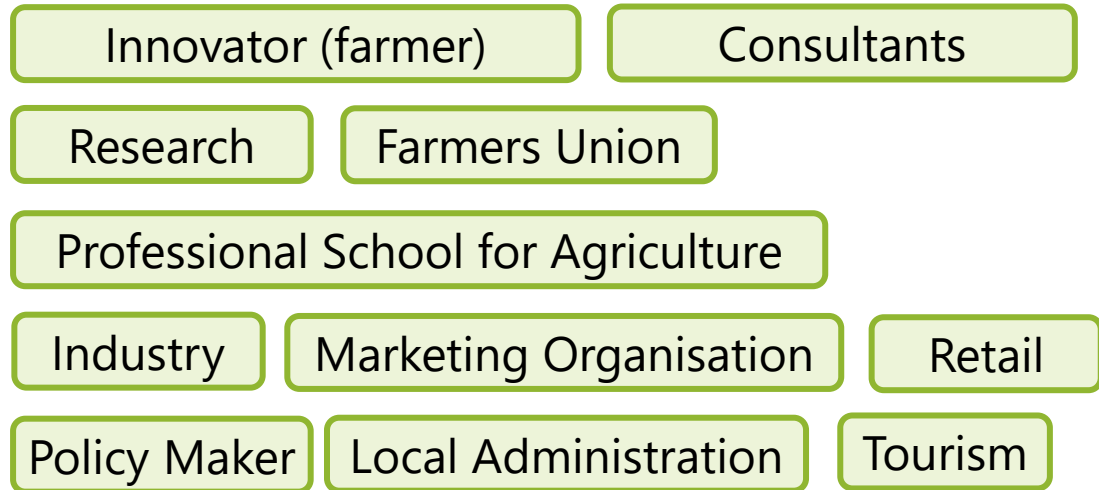 Innovator (farmer) Consultants
Research Farmers Union
Professional School for Agriculture
Industry Marketing Organisation Retail
Policy Maker Local Administration Tourism